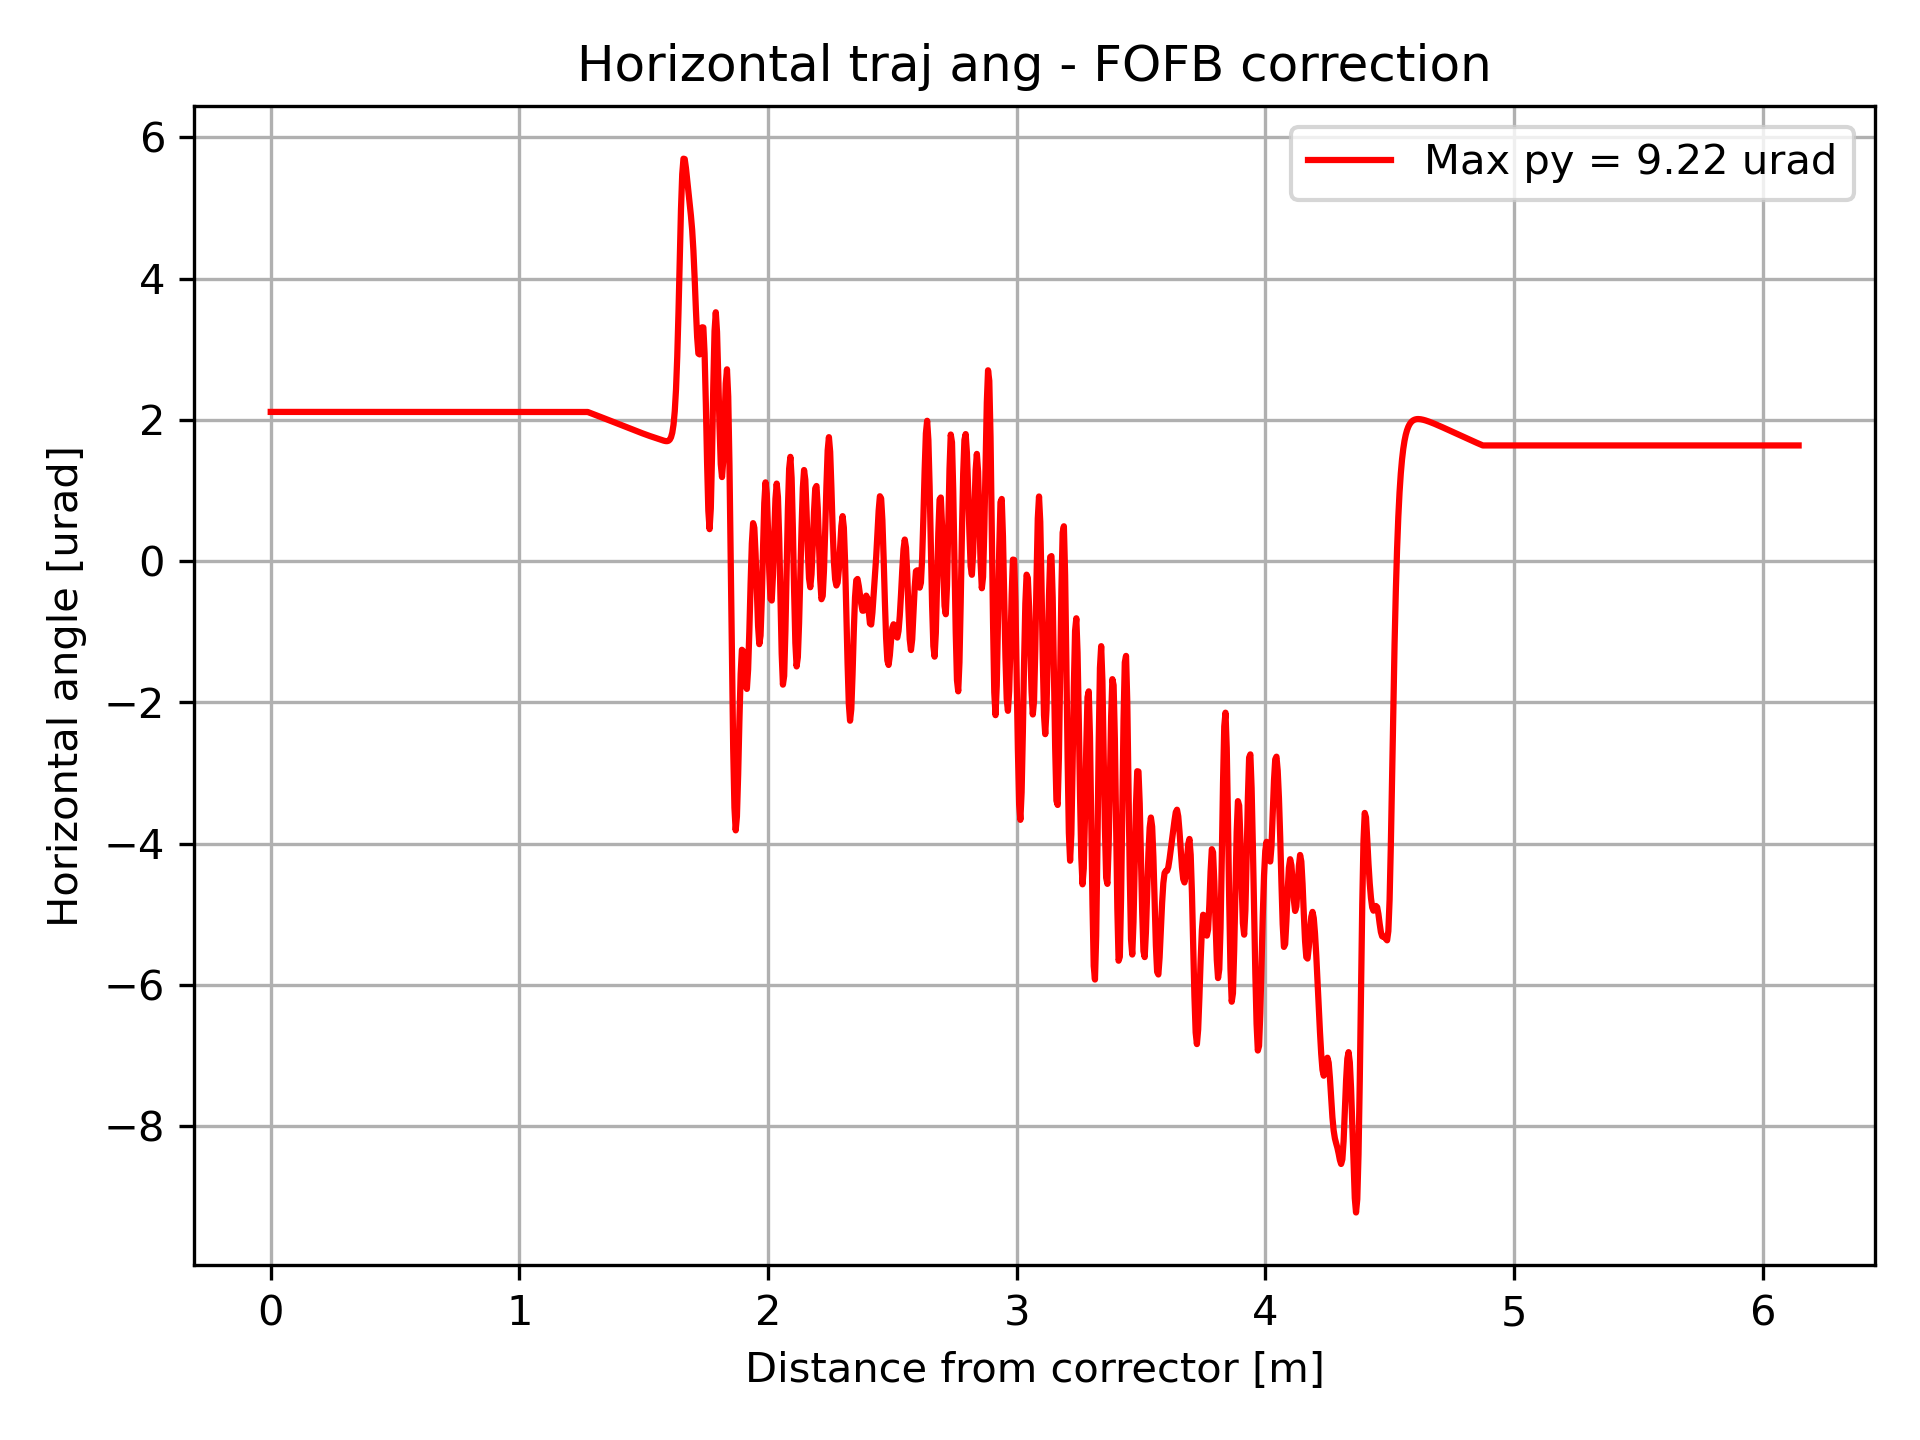 Horizontal traj ang - FOFB correction
Max py = 9.22 urad
Horizontal angle [urad]
6
4
2
0
−2
−4
−6
−8
0 1 2 3 4 5 6
Distance from corrector [m]